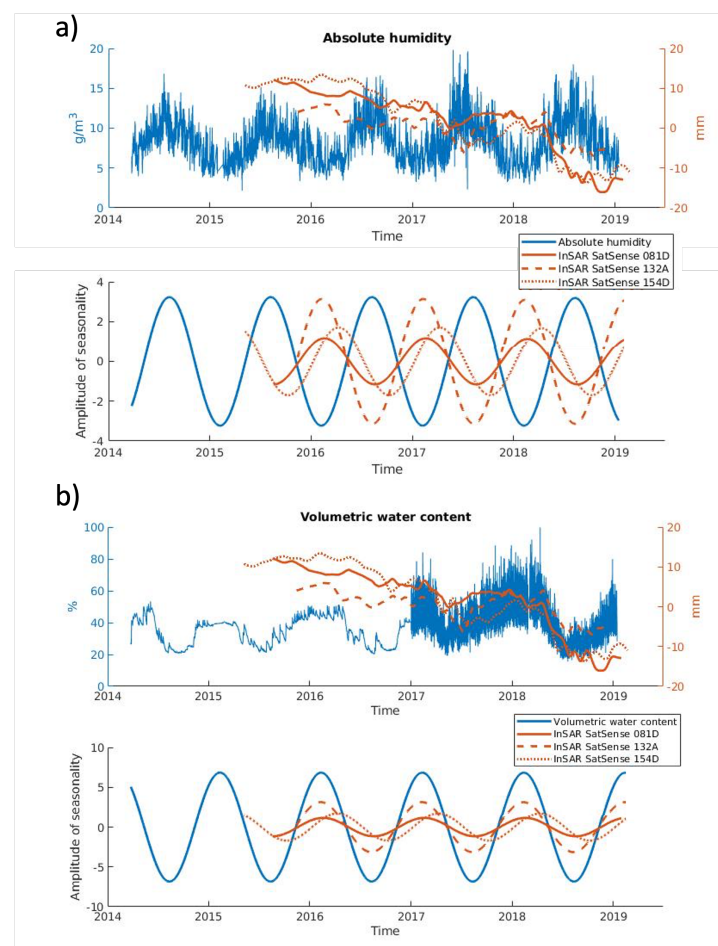 a)
Absolute humidity
20
15
10
5
0
g/m³
20
10
0
-10
-20
mm
2014 2015 2016 2017 2018 2019
Time
Absolute humidity
InSAR SatSense 081D
InSAR SatSense 132A
InSAR SatSense 154D
4
2
0
-2
-4
Amplitude of seasonality
2014 2015 2016 2017 2018 2019
Time
b)
Volumetric water content
100
80
60
40
20
0
%
20
10
0
-10
-20
mm
2014 2015 2016 2017 2018 2019
Time
Volumetric water content
InSAR SatSense 081D
InSAR SatSense 132A
InSAR SatSense 154D
10
5
0
-5
-10
Amplitude of seasonality
2014 2015 2016 2017 2018 2019
Time